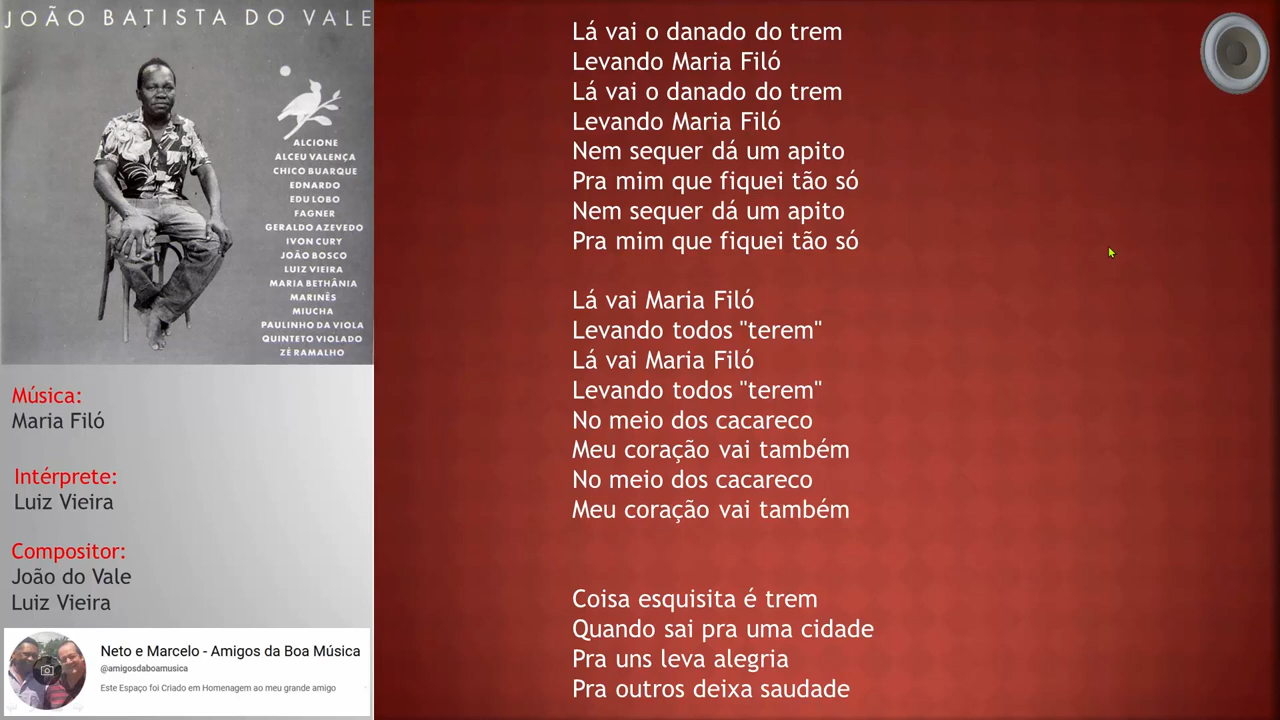 JOÃO BATISTA DO VALE
ALCIONE
ALCEU VALENÇA
CHICO BUARQUE
EDNARDO
EDU LOBO
FAGNER
GERALDO AZEVEDO
IVON CURY
JOÃO BOSCO
LUIZ VIEIRA
MARIA BETHÂNIA
MARINÊS
MIUCHA
PAULINHO DA VIOLA
QUINTETO VIOLADO
ZÉ RAMALHO
Música:
Maria Filó
Intérprete:
Luiz Vieira
Compositor:
João do Vale
Luiz Vieira
Neto e Marcelo - Amigos da Boa Música
@amigosdaboamusica
Este Espaço foi Criado em Homenagem ao meu grande amigo
Lá vai o danado do trem
Levando Maria Filó
Lá vai o danado do trem
Levando Maria Filó
Nem sequer dá um apito
Pra mim que fiquei tão só
Nem sequer dá um apito
Pra mim que fiquei tão só
Lá vai Maria Filó
Levando todos "terem"
Lá vai Maria Filó
Levando todos "terem"
No meio dos cacareco
Meu coração vai também
No meio dos cacareco
Meu coração vai também
Coisa esquisita é trem
Quando sai pra uma cidade
Pra uns leva alegria
Pra outros deixa saudade